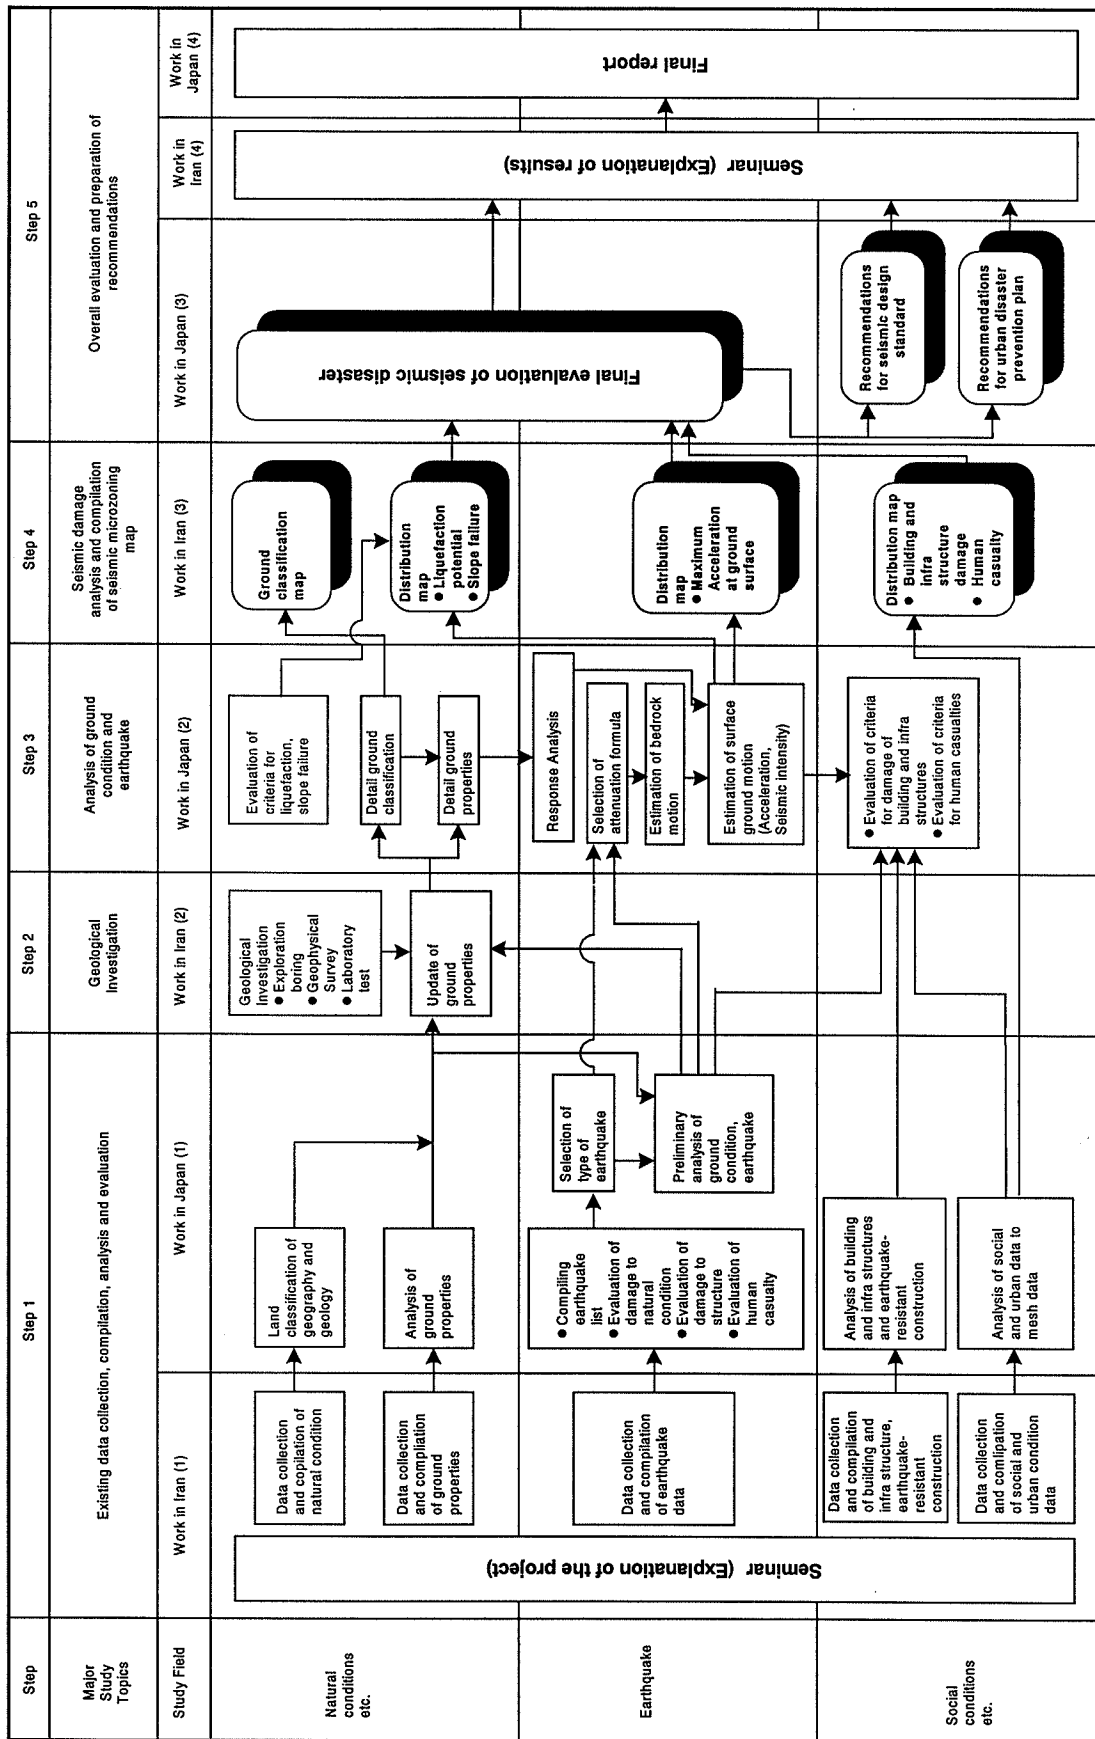 Step
Step 1
Step 2
Step 3
Step 4
Step 5
Major
Study
Topics
Existing data collection, compilation, analysis and evaluation
Geological
Investigation
Analysis of ground
condition and
earthquake
Seismic damage
analysis and compilation
of seismic microzoning
map
Overall evaluation and preparation of
recommendations
Study Field
Work in Iran (1)
Work in Japan (1)
Work in Iran (2)
Work in Japan (2)
Work in Iran (3)
Work in Japan (3)
Work in
Iran (4)
Work in
Japan (4)
Natural
conditions
etc.
Earthquake
Social
conditions
etc.
Seminar (Explanation of the project)
Data collection
and copilation of
natural condition
Data collection
and compliation
of ground
properties
Data collection
and compilation
of earthquake
data
Data collection
and compilation
of building and
infra structure,
earthquake-
resistant
construction
Data collection
and comlipation
of social and
urban condition
data
Land
classification of
geography and
geology
Analysis of
ground
properties
● Compiling
earthquake
list
● Evaluation of
damage to
natural
condition
● Evaluation of
damage to
structure
● Evaluation of
human
casualty
Selection of
type of
earthquake
Preliminary
analysis of
ground
condition,
earthquake
Analysis of building
and infra structures
and earthquake-
resistant
construction
Analysis of social
and urban data to
mesh data
Geological
Investigation
● Exploration
boring
● Geophysical
Survey
● Laboratory
test
Update of
ground
properties
Evaluation of
criteria for
liquefaction,
slope failure
Detail ground
classification
Detail ground
properties
Response Analysis
Selection of
attenuation formula
Estimation of bedrock
motion
Estimation of surface
ground motion
(Acceleration,
Seismic intensity)
● Evaluation of criteria
for damage of
building and infra
structures
● Evaluation of criteria
for human casualties
Ground
classification
map
Distribution
map
● Liquefaction
potential
● Slope failure
Distribution
map
● Maximum
Acceleration
at ground
surface
Distribution map
● Building and
infra
structure
damage
● Human
casualty
Final evaluation of seismic disaster
Recommendations
for seismic design
standard
Recommendations
for urban disaster
prevention plan
Seminar (Explanation of results)
Final report